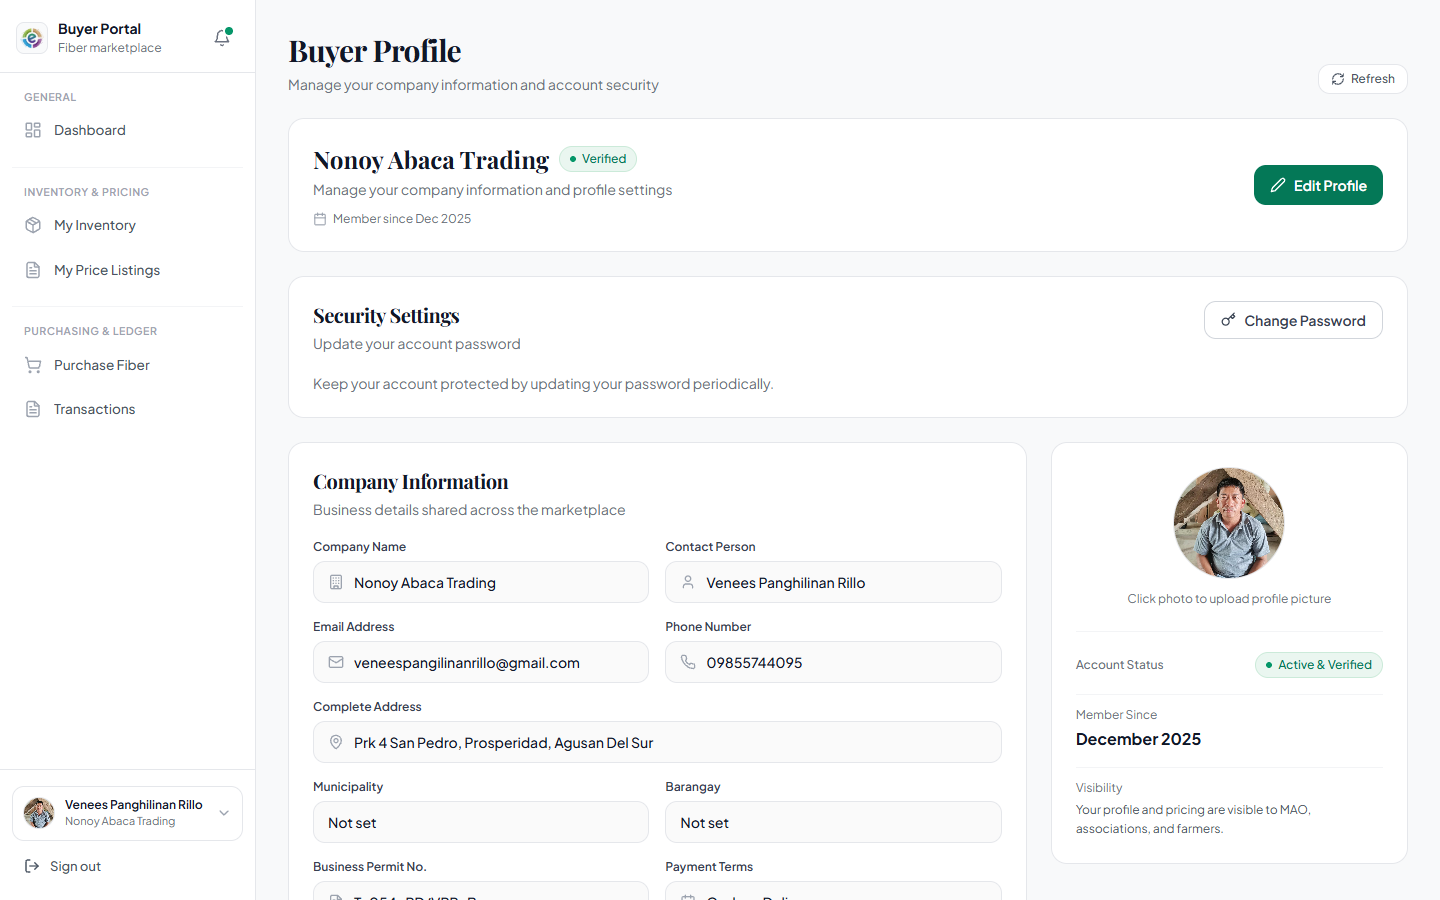 Buyer Portal
Fiber marketplace
GENERAL
Dashboard
INVENTORY & PRICING
My Inventory
My Price Listings
PURCHASING & LEDGER
Purchase Fiber
Transactions
Venees Panghilinan Rillo
Nonoy Abaca Trading
Sign out
Buyer Profile
Manage your company information and account security
Refresh
Nonoy Abaca Trading
Verified
Manage your company information and profile settings
Member since Dec 2025
Edit Profile
Security Settings
Update your account password
Change Password
Keep your account protected by updating your password periodically.
Company Information
Business details shared across the marketplace
Company Name
Contact Person
Nonoy Abaca Trading
Venees Panghilinan Rillo
Email Address
Phone Number
veneespangilinanrillo@gmail.com
09855744095
Complete Address
Prk 4 San Pedro, Prosperidad, Agusan Del Sur
Municipality
Barangay
Not set
Not set
Business Permit No.
Payment Terms
Click photo to upload profile picture
Account Status
Active & Verified
Member Since
December 2025
Visibility
Your profile and pricing are visible to MAO,
associations, and farmers.